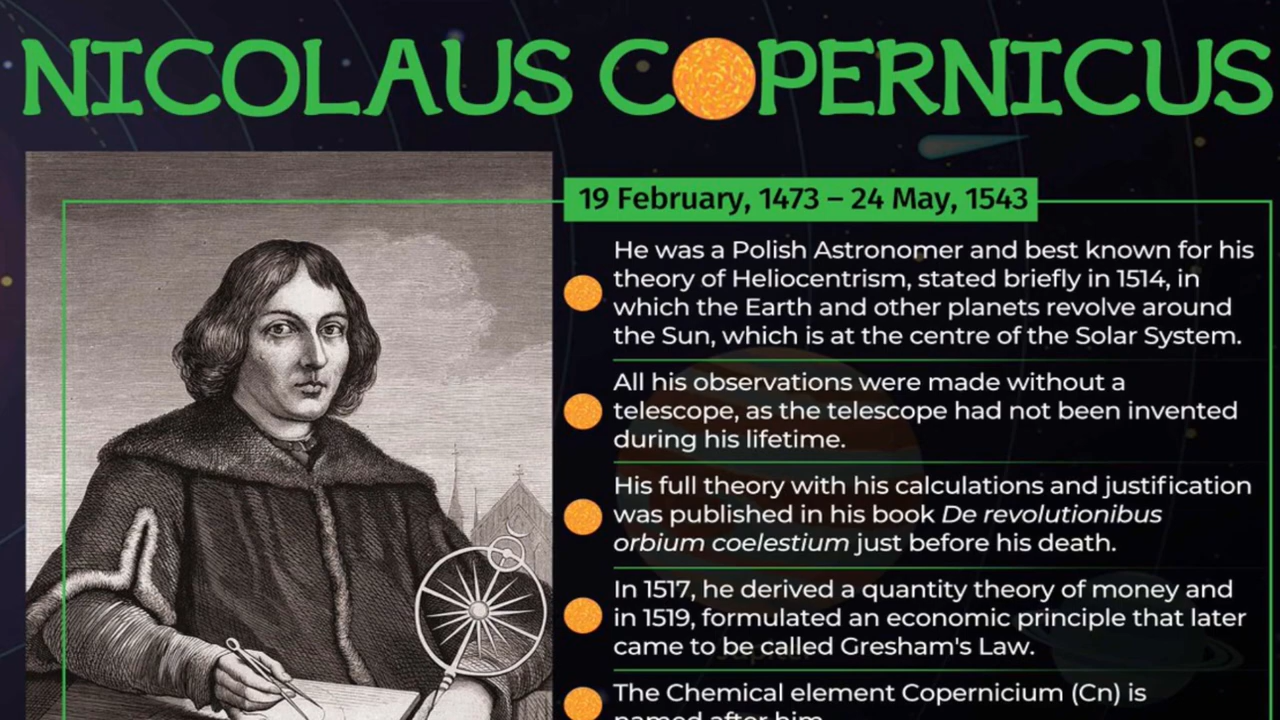 NICOLAUS COPERNICUS
19 February, 1473 – 24 May, 1543
He was a Polish Astronomer and best known for his
theory of Heliocentrism, stated briefly in 1514, in
which the Earth and other planets revolve around
the Sun, which is at the centre of the Solar System.
All his observations were made without a
telescope, as the telescope had not been invented
during his lifetime.
His full theory with his calculations and justification
was published in his book De revolutionibus
orbium coelestium just before his death.
In 1517, he derived a quantity theory of money and
in 1519, formulated an economic principle that later
came to be called Gresham's Law.
The Chemical element Copernicium (Cn) is
named after him